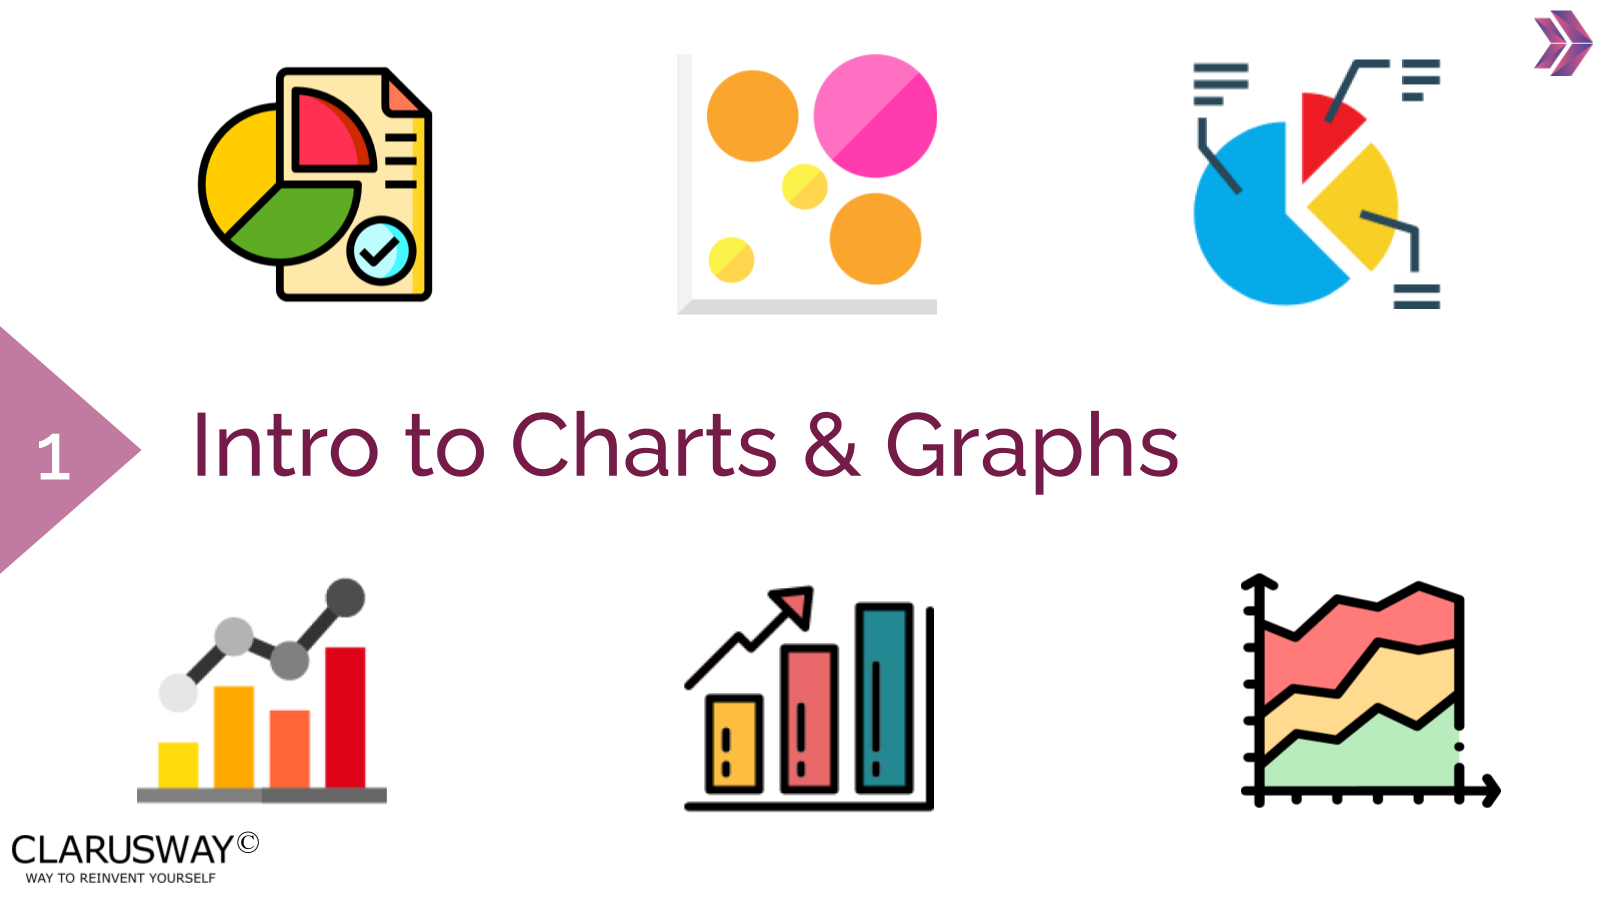 1
Intro to Charts & Graphs
CLARUSWAY©
WAY TO REINVENT YOURSELF